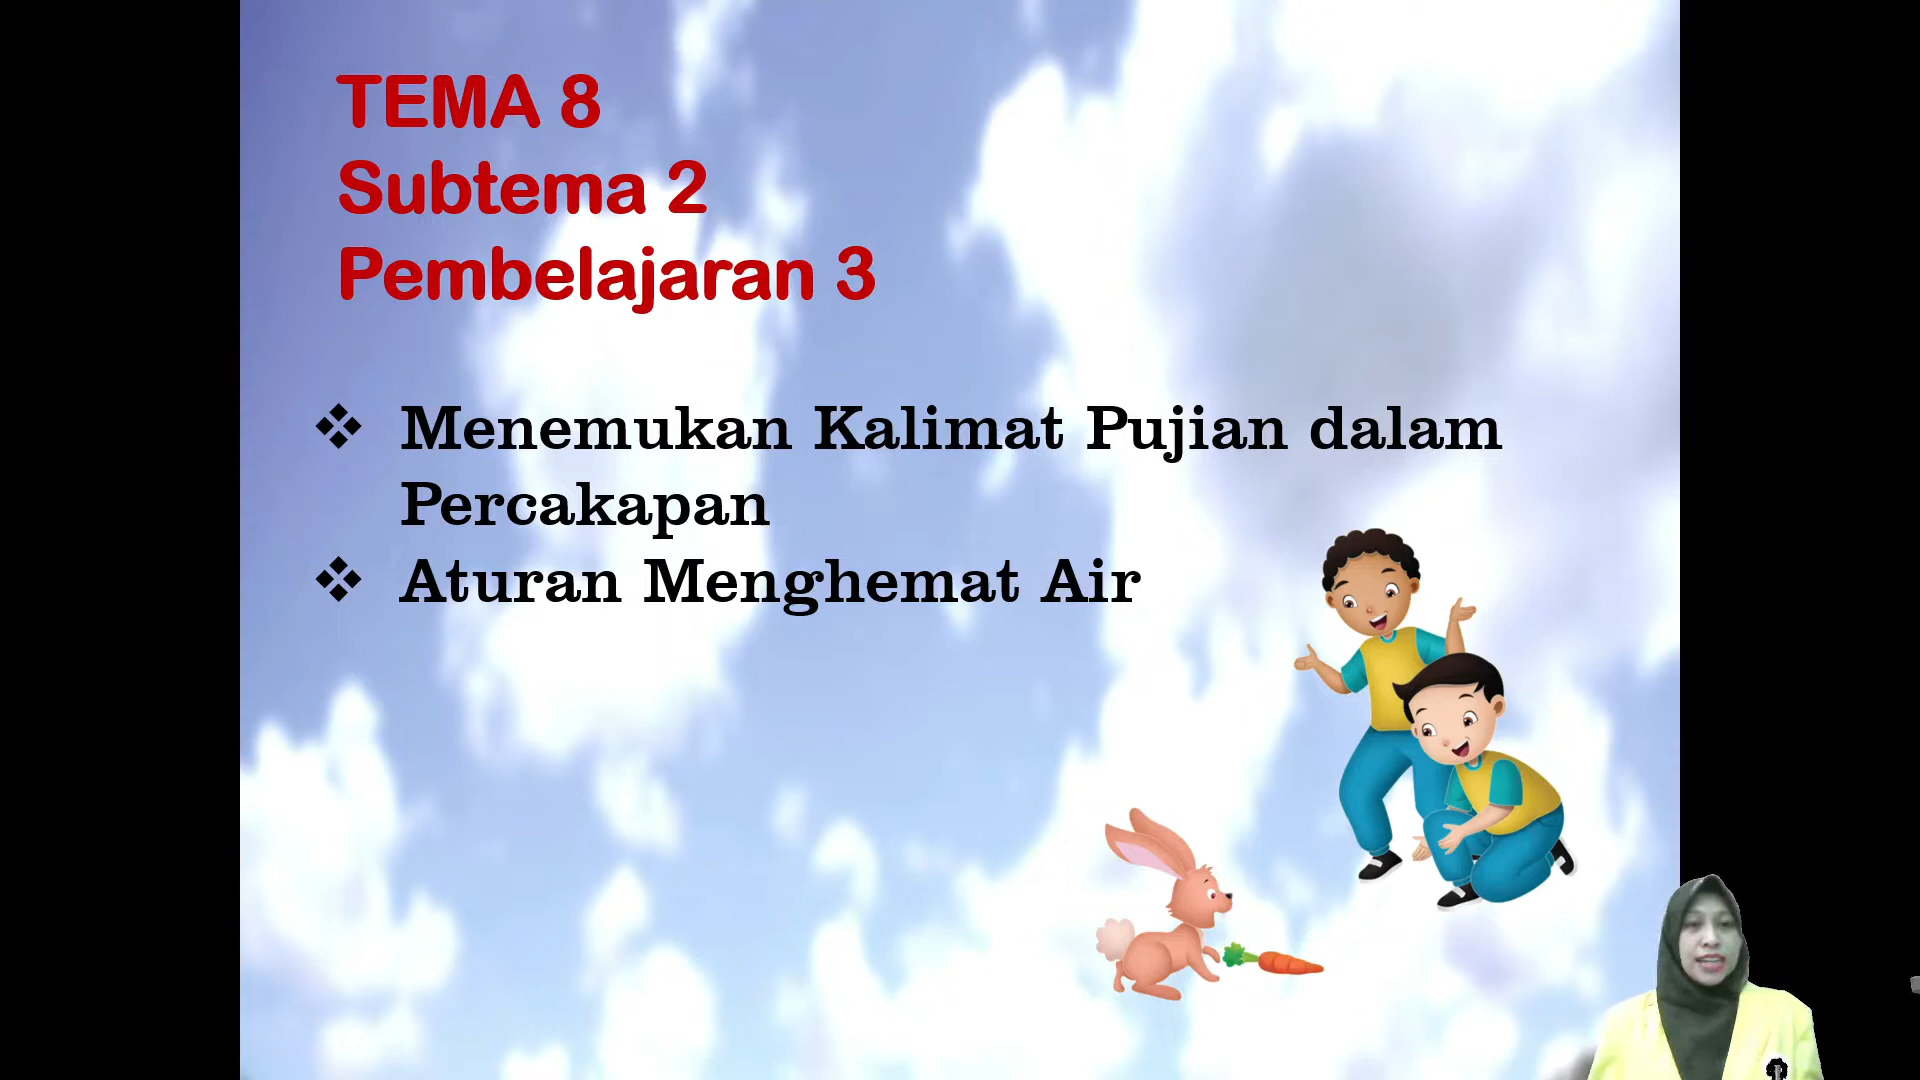 TEMA 8
Subtema 2
Pembelajaran 3
❖ Menemukan Kalimat Pujian dalam
Percakapan
❖ Aturan Menghemat Air